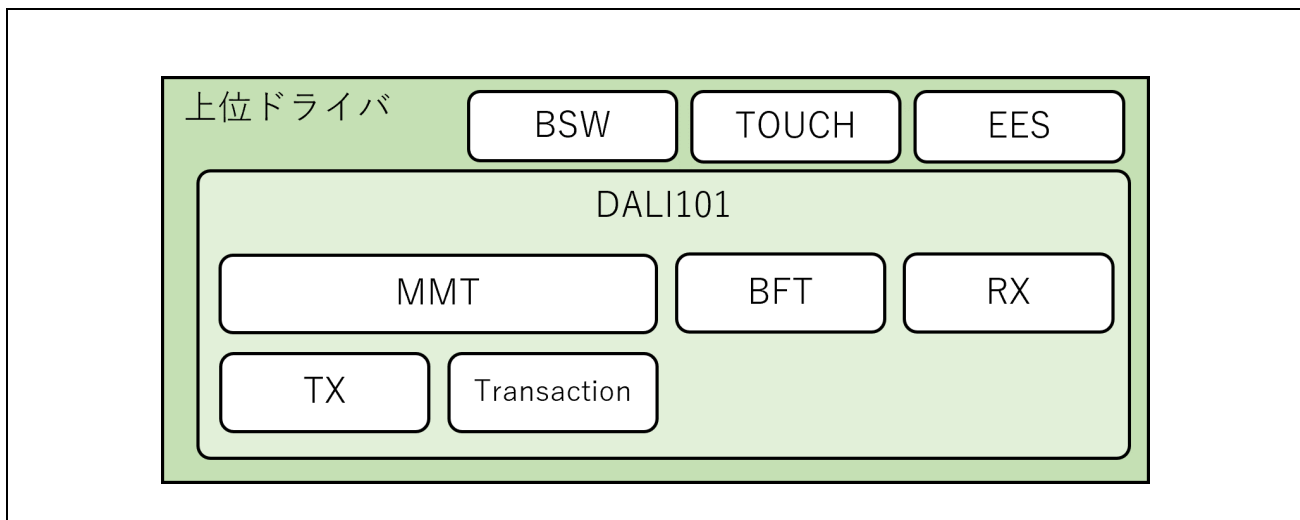 上位ドライバ
BSW
TOUCH
EES
DALI101
MMT
BFT
RX
TX
Transaction